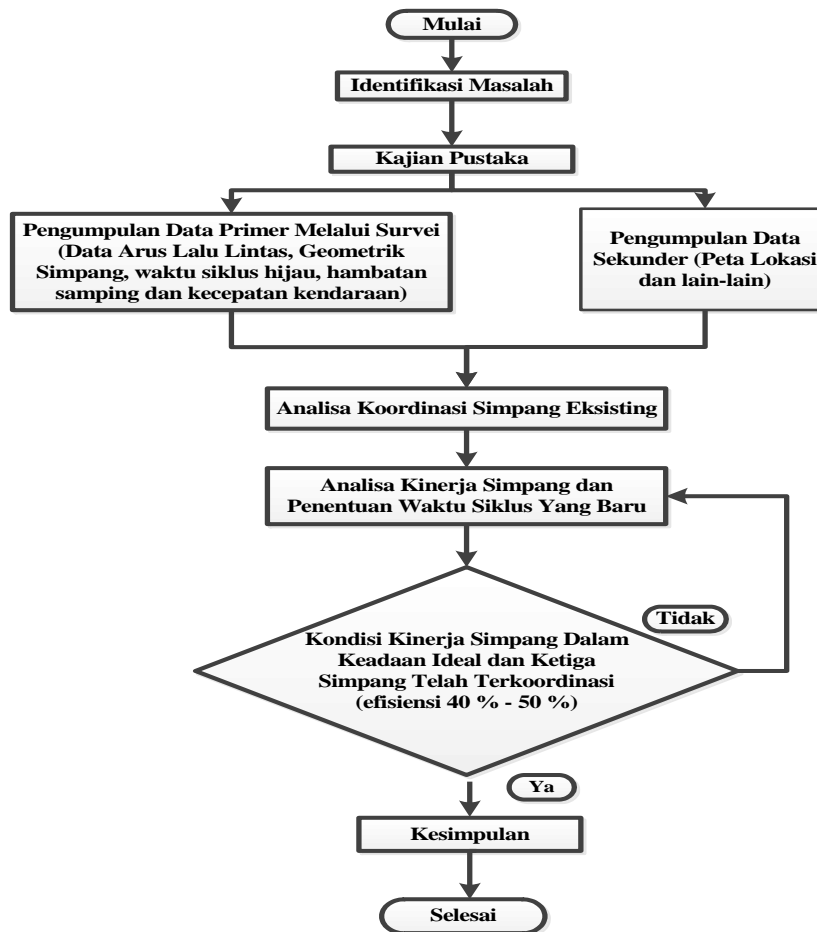 Mulai
Identifikasi Masalah
Kajian Pustaka
Pengumpulan Data Primer Melalui Survei
(Data Arus Lalu Lintas, Geometrik
Simpang, waktu siklus hijau, hambatan
samping dan kecepatan kendaraan)
Pengumpulan Data
Sekunder (Peta Lokasi
dan lain-lain)
Analisa Koordinasi Simpang Eksisting
Analisa Kinerja Simpang dan
Penentuan Waktu Siklus Yang Baru
Tidak
Kondisi Kinerja Simpang Dalam
Keadaan Ideal dan Ketiga
Simpang Telah Terkoordinasi
(efisiensi 40 % - 50 %)
Ya
Kesimpulan
Selesai